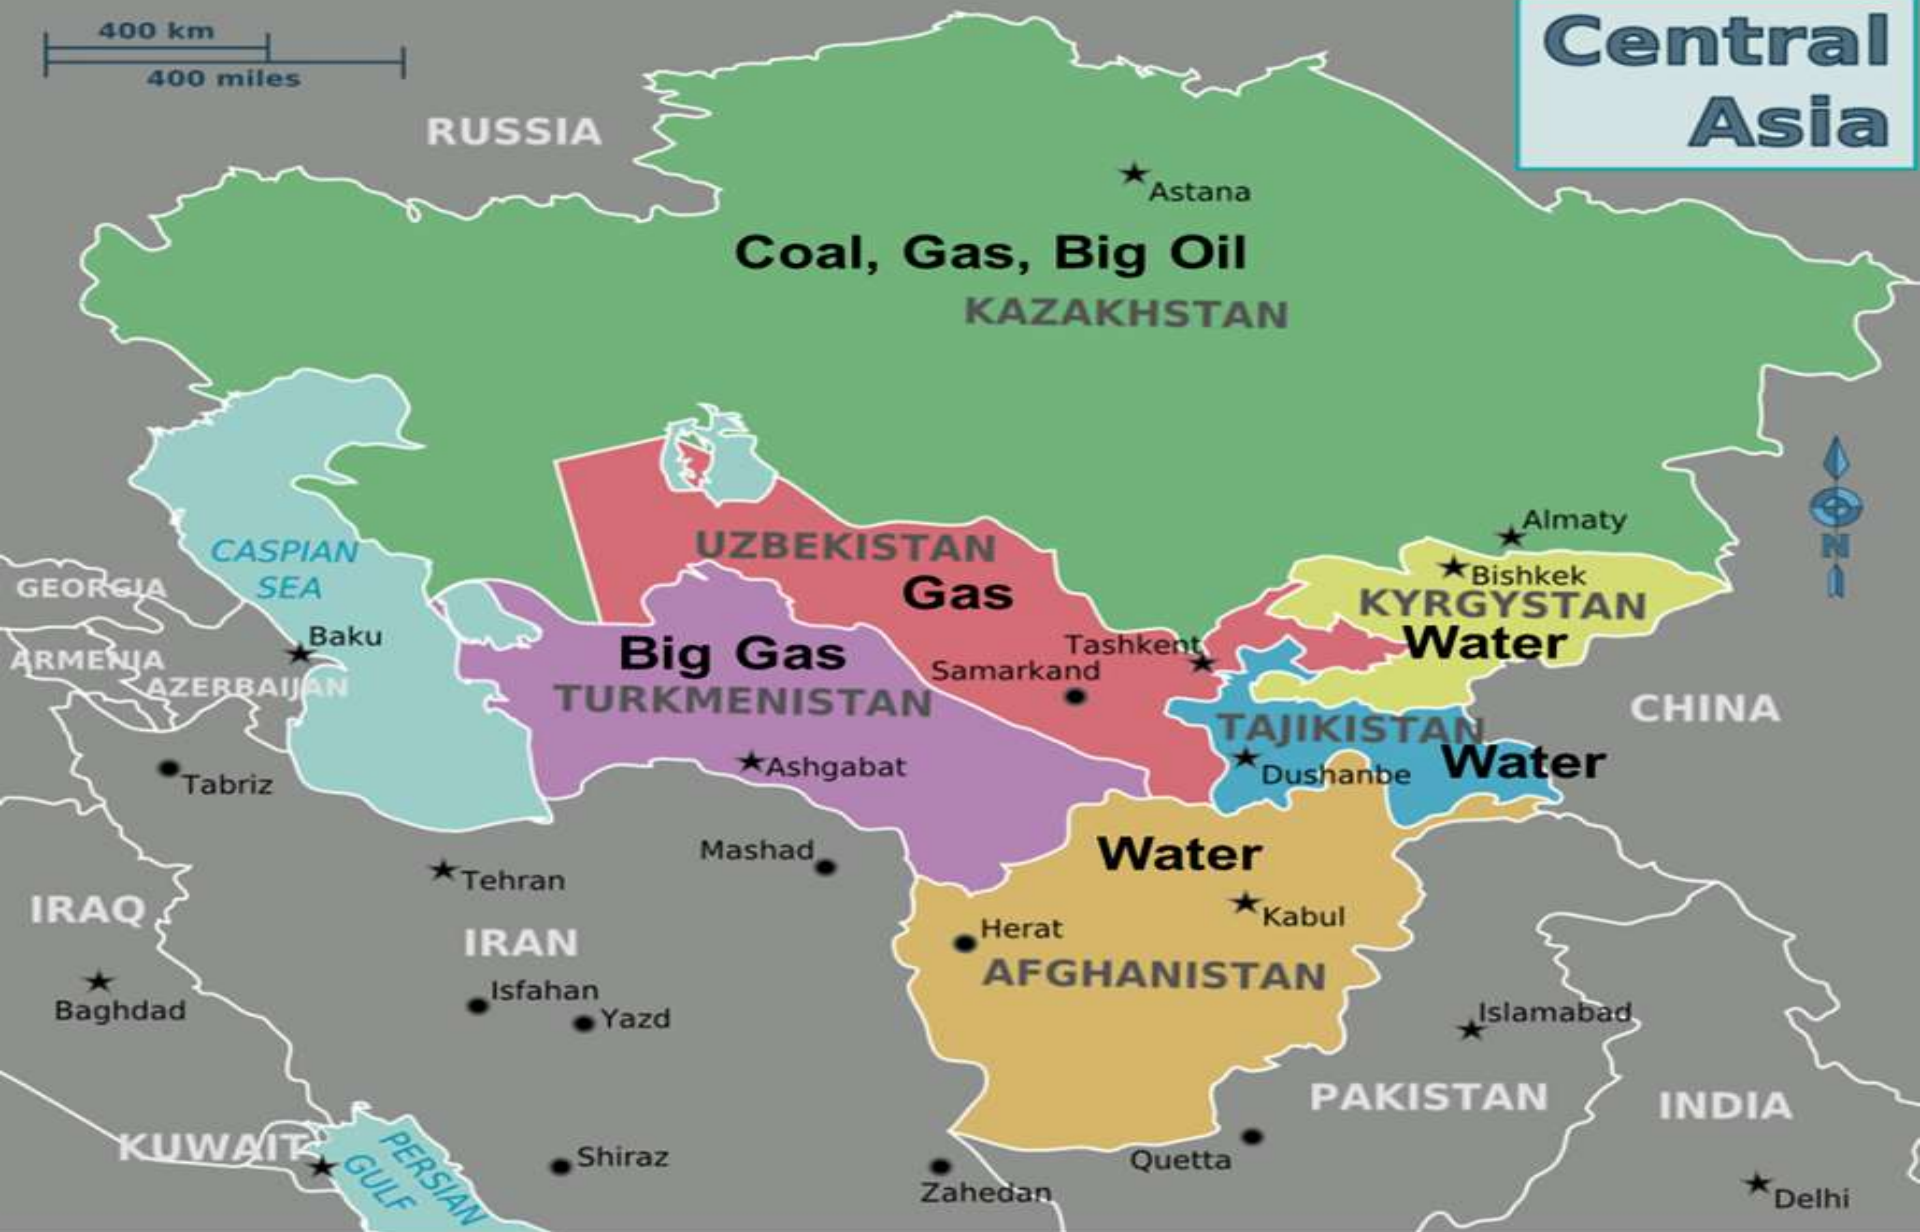 400 km
400 miles
Central
Asia
RUSSIA
Astana
Coal, Gas, Big Oil
KAZAKHSTAN
Almaty
Bishkek
KYRGYSTAN
Water
UZBEKISTAN
Gas
Tashkent
Samarkand
CASPIAN
SEA
GEORGIA
ARMENIA
AZERBAIJAN
Baku
Big Gas
TURKMENISTAN
Ashgabat
TAJIKISTAN
Water
Dushanbe
CHINA
N
Tabriz
Tehran
Mashad
Water
Kabul
Herat
AFGHANISTAN
IRAQ
Baghdad
IRAN
Isfahan
Yazd
Islamabad
PAKISTAN
INDIA
KUWAIT
PERSIAN
GULF
Shiraz
Zahedan
Quetta
Delhi